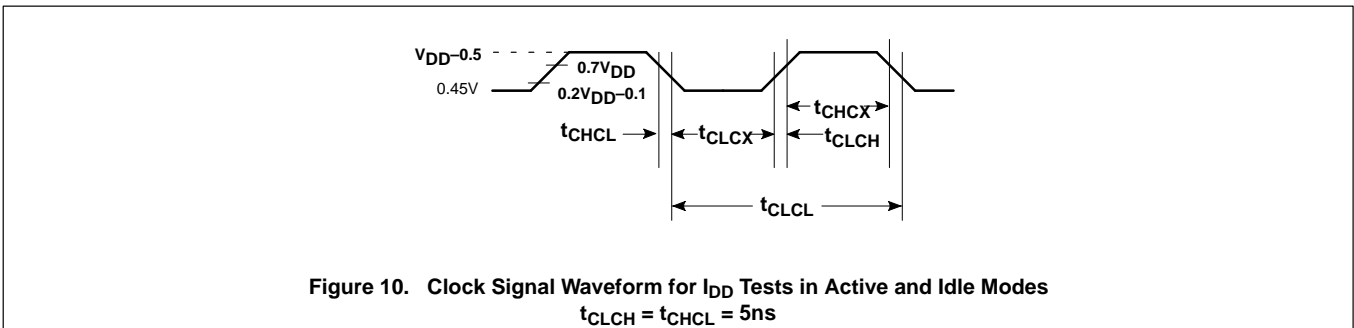 VDD–0.5
0.7VDD
0.45V
0.2VDD–0.1
tCHCX
tCHCL
tCLCX
tCLCH
tCLCL
Figure 10. Clock Signal Waveform for IDD Tests in Active and Idle Modes
tCLCH = tCHCL = 5ns